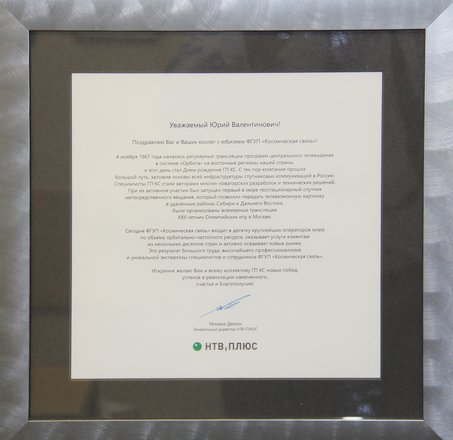 Уважаемый Юрий Валентинович!
Поздравляю Вас и Ваших коллег с юбилеем ФГУП «Космическая связь»!
4 ноября 1967 года начались регулярные трансляции программ центрального телевидения
в системе «Орбита» на восточные регионы нашей страны,
и этот день стал Днем рождения ГП КС. С тех пор компания прошла
большой путь, заложив основы всей инфраструктуры спутниковых коммуникаций в России.
Специалисты ГП КС стали авторами многих новаторских разработок и технических решений.
При их активном участии был запущен первый в мире геостационарный спутник
непосредственного вещания, который позволил передать телевизионную картинку
в удаленные районы Сибири и Дальнего Востока,
были организованы всемирные трансляции
XXII летних Олимпийских игр в Москве.
Сегодня ФГУП «Космическая связь» входит в десятку крупнейших операторов мира
по объему орбитально-частотного ресурса, оказывает услуги клиентам
из нескольких десятков стран и активно осваивает новые рынки.
Это результат большого труда, высочайшего профессионализма
и уникальной экспертизы специалистов и сотрудников ФГУП «Космическая связь».
Искренне желаю Вам и всему коллективу ГП КС новых побед,
успехов в реализации намеченного,
счастья и благополучия!
Михаил Демин
Генеральный директор НТВ-ПЛЮС
НТВ ПЛЮС